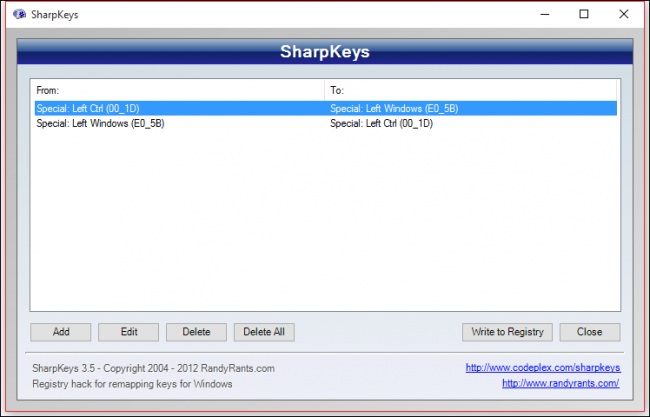 SharpKeys
SharpKeys
From: To:
Special: Left Ctrl (00_1D) Special: Left Windows (E0_5B)
Special: Left Windows (E0_5B) Special: Left Ctrl (00_1D)
Add Edit Delete Delete All Write to Registry Close
SharpKeys 3.5 - Copyright 2004 - 2012 RandyRants.com http://www.codeplex.com/sharpkeys
Registry hack for remapping keys for Windows http://www.randyrants.com/